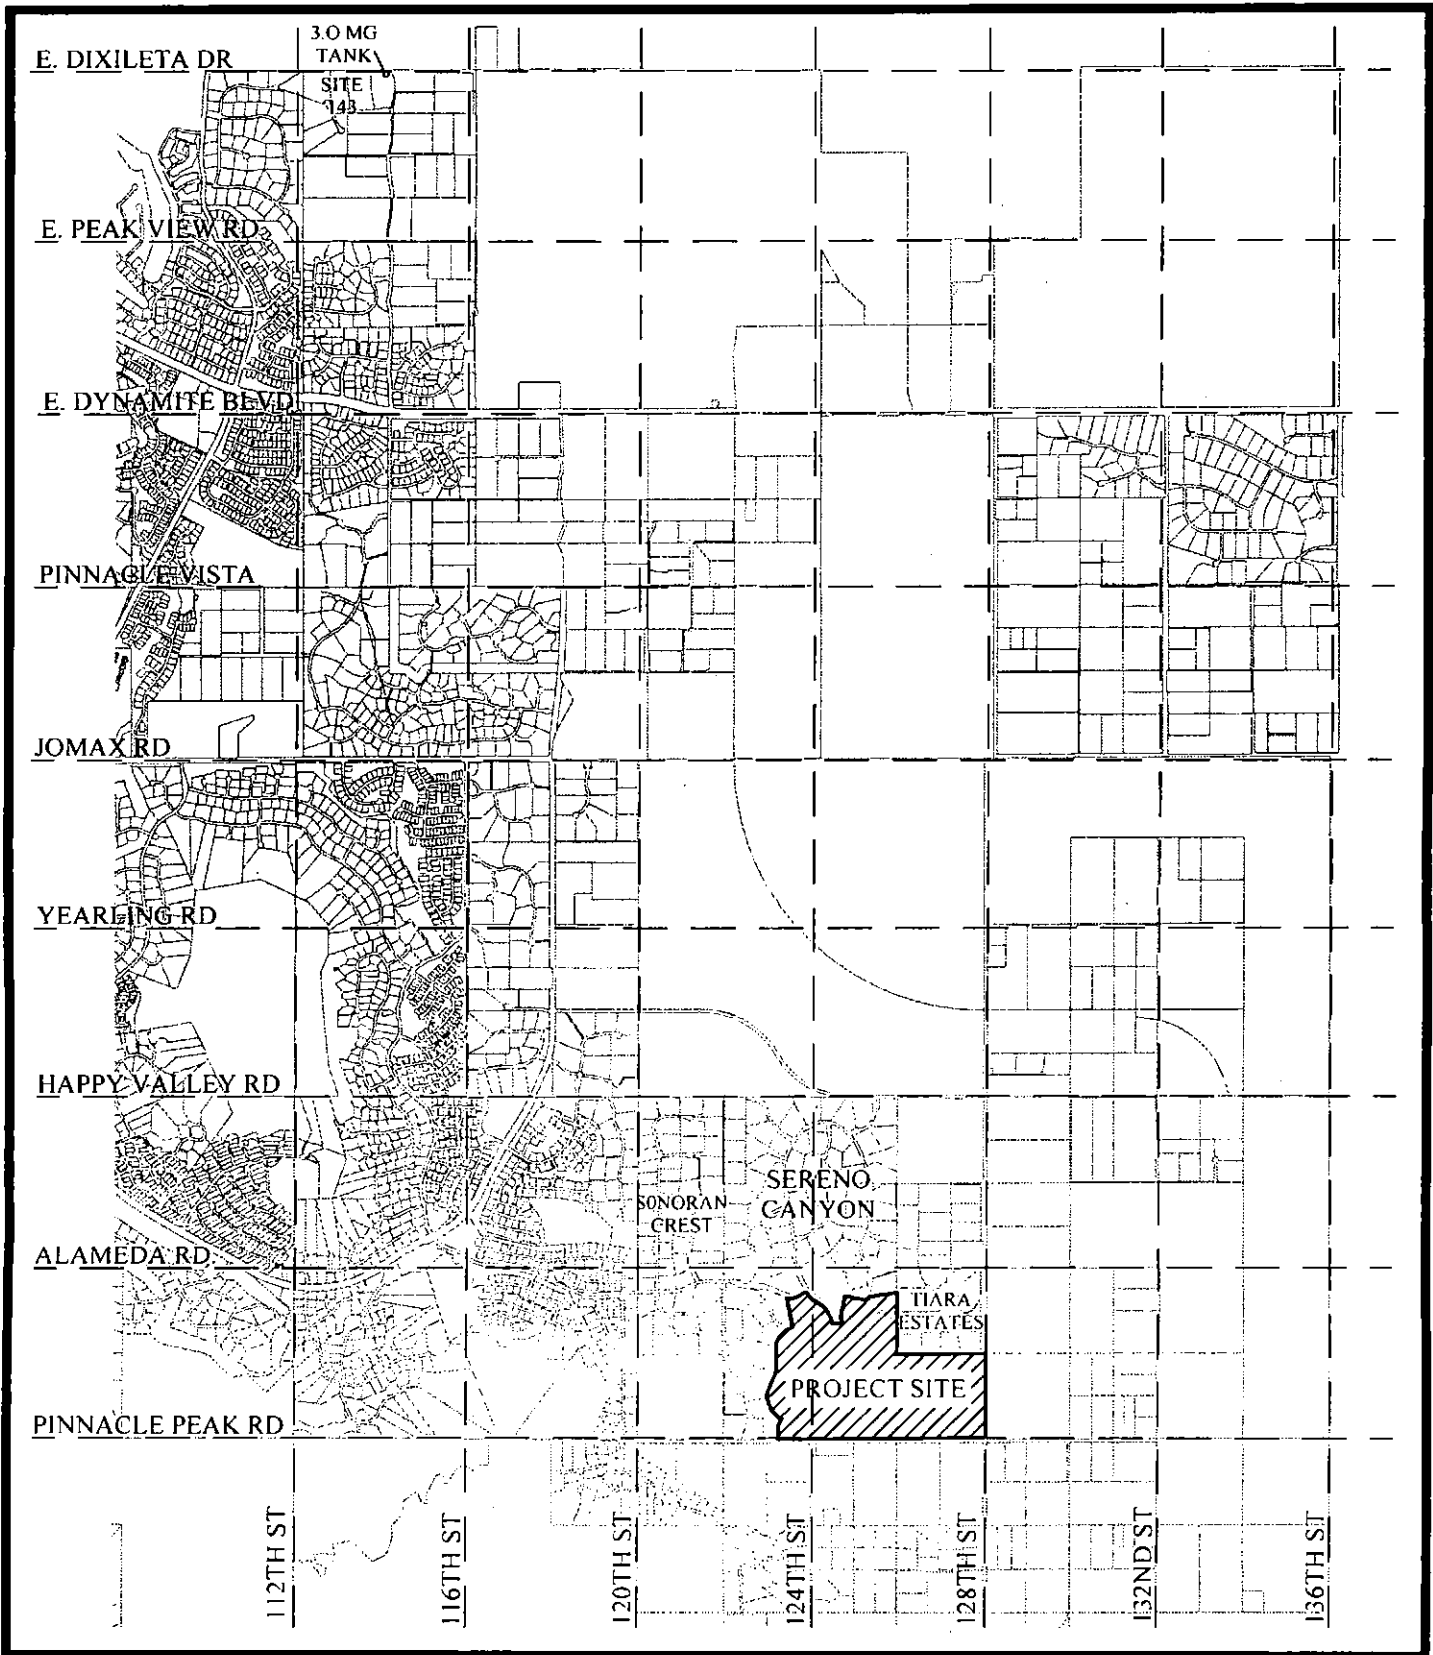 3.0 MG
TANK
E. DIXILETA DR
SITE
143
E. PEAK VIEW RD
E. DYNAMITE BLVD
PINNACLE VISTA
JOMAX RD
YEARLING RD
HAPPY VALLEY RD
SERENO
CANYON
SONORAN
CREST
ALAMEDA RD
TIARA
ESTATES
PROJECT SITE
PINNACLE PEAK RD
112TH ST
116TH ST
120TH ST
124TH ST
128TH ST
132ND ST
136TH ST